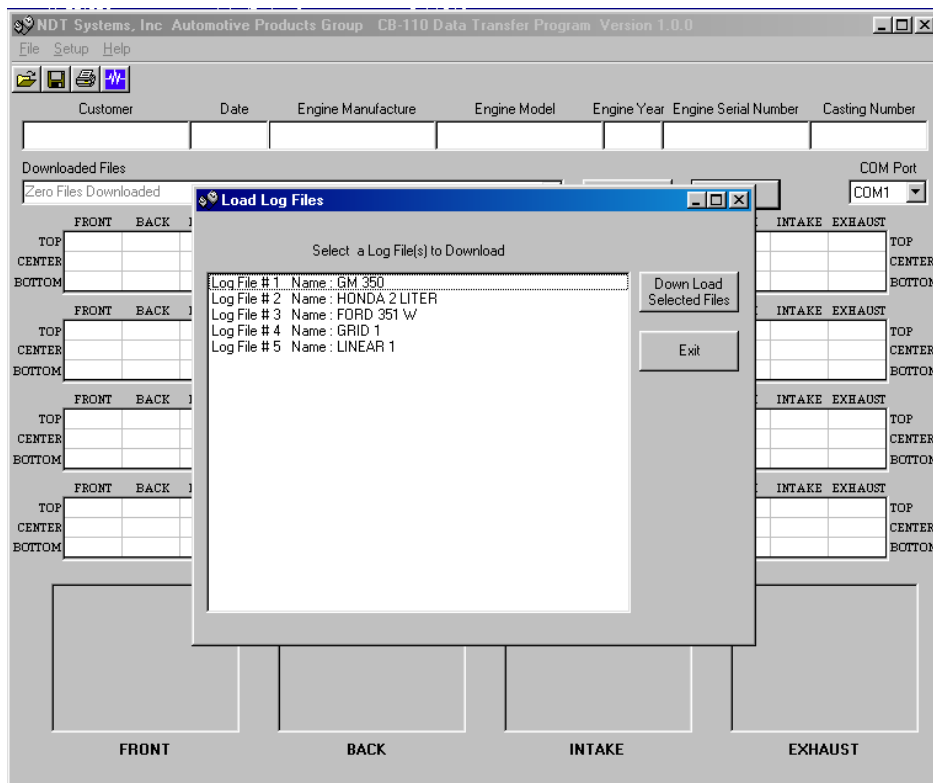 NDT Systems, Inc Automotive Products Group CB-110 Data Transfer Program Version 1.0.0
File Setup Help
Customer Date Engine Manufacture Engine Model Engine Year Engine Serial Number Casting Number
Downloaded Files COM Port
Zero Files Downloaded COM1
Load Log Files
Select a Log File(s) to Download
Log File # 1 Name : GM 350
Log File # 2 Name : HONDA 2 LITER
Log File # 3 Name : FORD 351 W
Log File # 4 Name : GRID 1
Log File # 5 Name : LINEAR 1
Down Load
Selected Files
Exit
FRONT BACK INTAKE EXHAUST
TOP TOP
CENTER CENTER
BOTTOM BOTTOM
FRONT BACK INTAKE EXHAUST
TOP TOP
CENTER CENTER
BOTTOM BOTTOM
FRONT BACK INTAKE EXHAUST
TOP TOP
CENTER CENTER
BOTTOM BOTTOM
FRONT BACK INTAKE EXHAUST
TOP TOP
CENTER CENTER
BOTTOM BOTTOM
FRONT BACK INTAKE EXHAUST